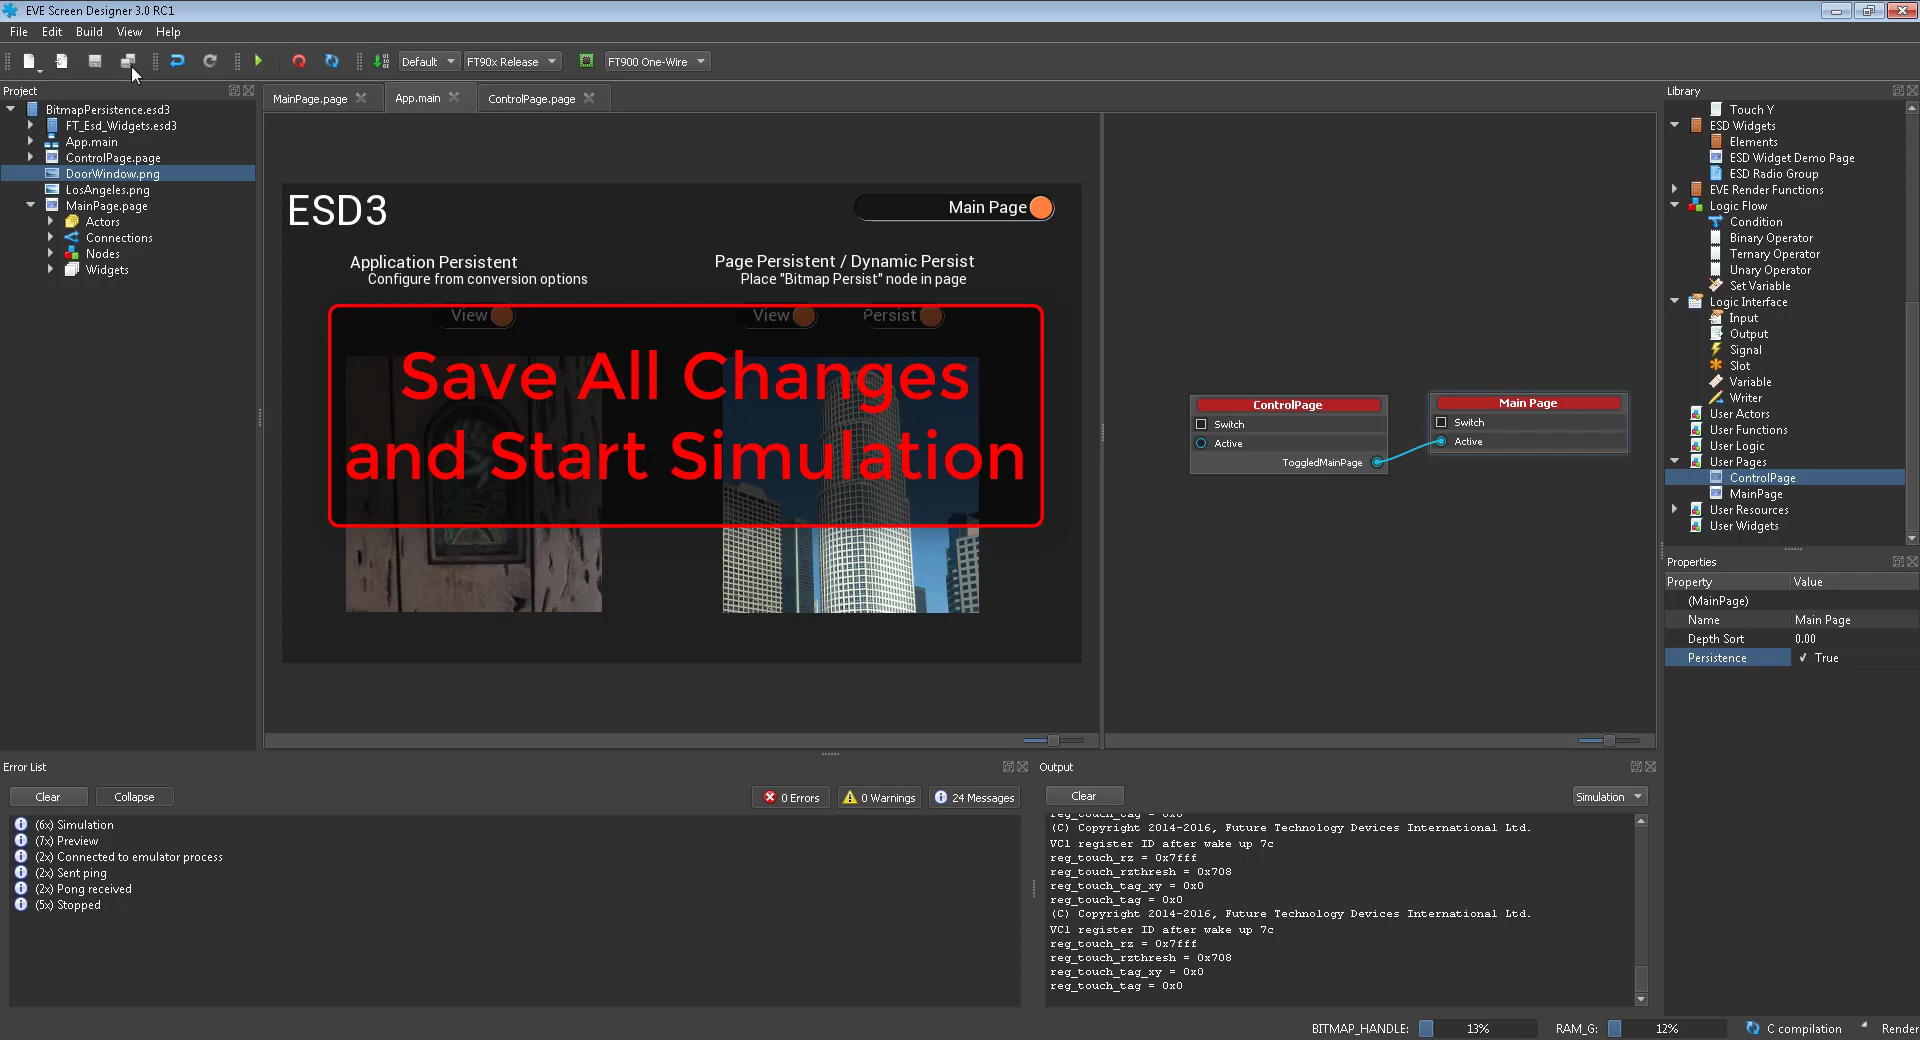 EVE Screen Designer 3.0 RC1
File Edit Build View Help
Default FT90x Release FT900 One-Wire
Project
BitmapPersistence.esd3
FT_Esd_Widgets.esd3
App.main
ControlPage.page
DoorWindow.png
LosAngeles.png
MainPage.page
Actors
Connections
Nodes
Widgets
MainPage.page App.main ControlPage.page
ESD3
Main Page
Application Persistent
Configure from conversion options
Page Persistent / Dynamic Persist
Place "Bitmap Persist" node in page
View View Persist
Save All Changes
and Start Simulation
ControlPage
Switch
Active
ToggledMainPage
Main Page
Switch
Active
Library
Touch Y
ESD Widgets
Elements
ESD Widget Demo Page
ESD Radio Group
EVE Render Functions
Logic Flow
Condition
Binary Operator
Ternary Operator
Unary Operator
Set Variable
Logic Interface
Input
Output
Signal
Slot
Variable
Writer
User Actors
User Functions
User Logic
User Pages
ControlPage
MainPage
User Resources
User Widgets
Properties
Property Value
(MainPage)
Name Main Page
Depth Sort 0.00
Persistence True
Error List
Clear Collapse 0 Errors 0 Warnings 24 Messages
(6x) Simulation
(7x) Preview
(2x) Connected to emulator process
(2x) Sent ping
(2x) Pong received
(5x) Stopped
Output
Clear Simulation
reg_touch_tag = 0x0
(C) Copyright 2014-2016, Future Technology Devices International Ltd.
VC1 register ID after wake up 7c
reg_touch_rz = 0x7fff
reg_touch_rzthresh = 0x708
reg_touch_tag_xy = 0x0
reg_touch_tag = 0x0
(C) Copyright 2014-2016, Future Technology Devices International Ltd.
VC1 register ID after wake up 7c
reg_touch_rz = 0x7fff
reg_touch_rzthresh = 0x708
reg_touch_tag_xy = 0x0
reg_touch_tag = 0x0
BITMAP_HANDLE: 13% RAM_G: 12% C compilation Render